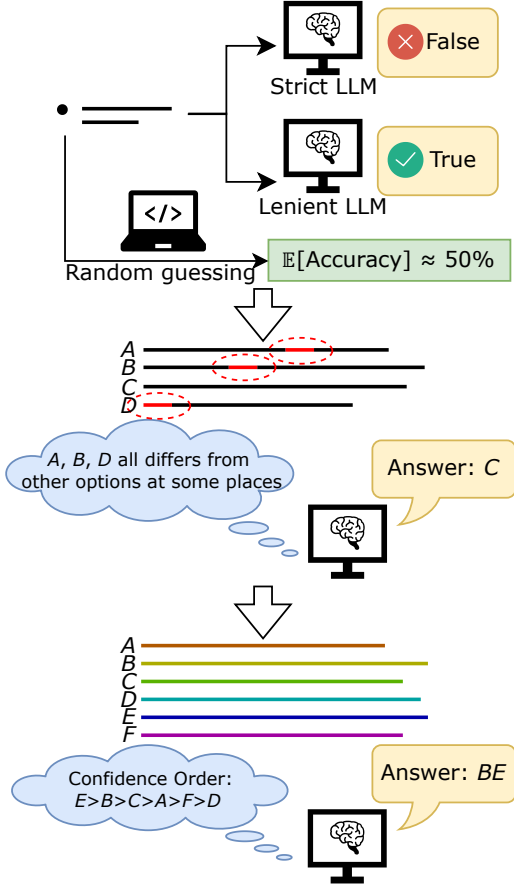 False
Strict LLM
True
Lenient LLM
</>
Random guessing
𝔼[Accuracy] ≈ 50%
A
B
C
D
A, B, D all differs from
other options at some places
Answer: C
A
B
C
D
E
F
Confidence Order:
E>B>C>A>F>D
Answer: BE